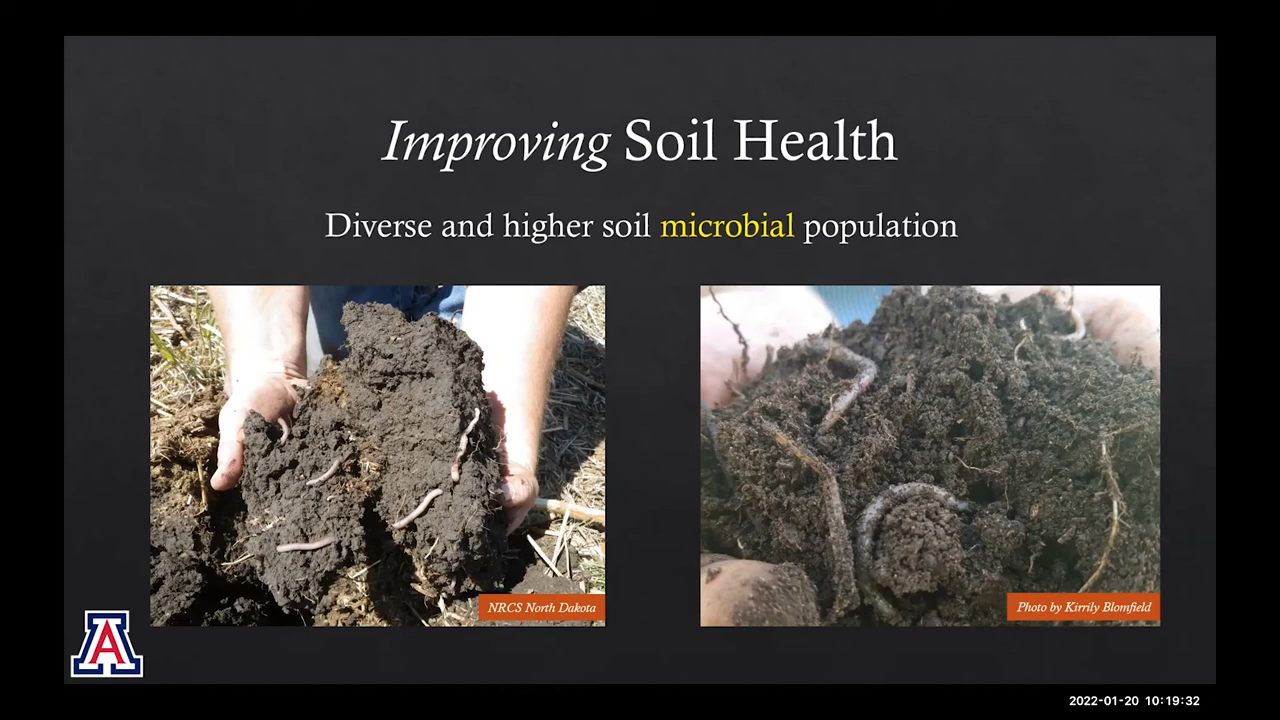 Improving Soil Health
Diverse and higher soil microbial population
NRCS North Dakota
Photo by Kirrily Blomfield
A
2022-01-20 10:19:32